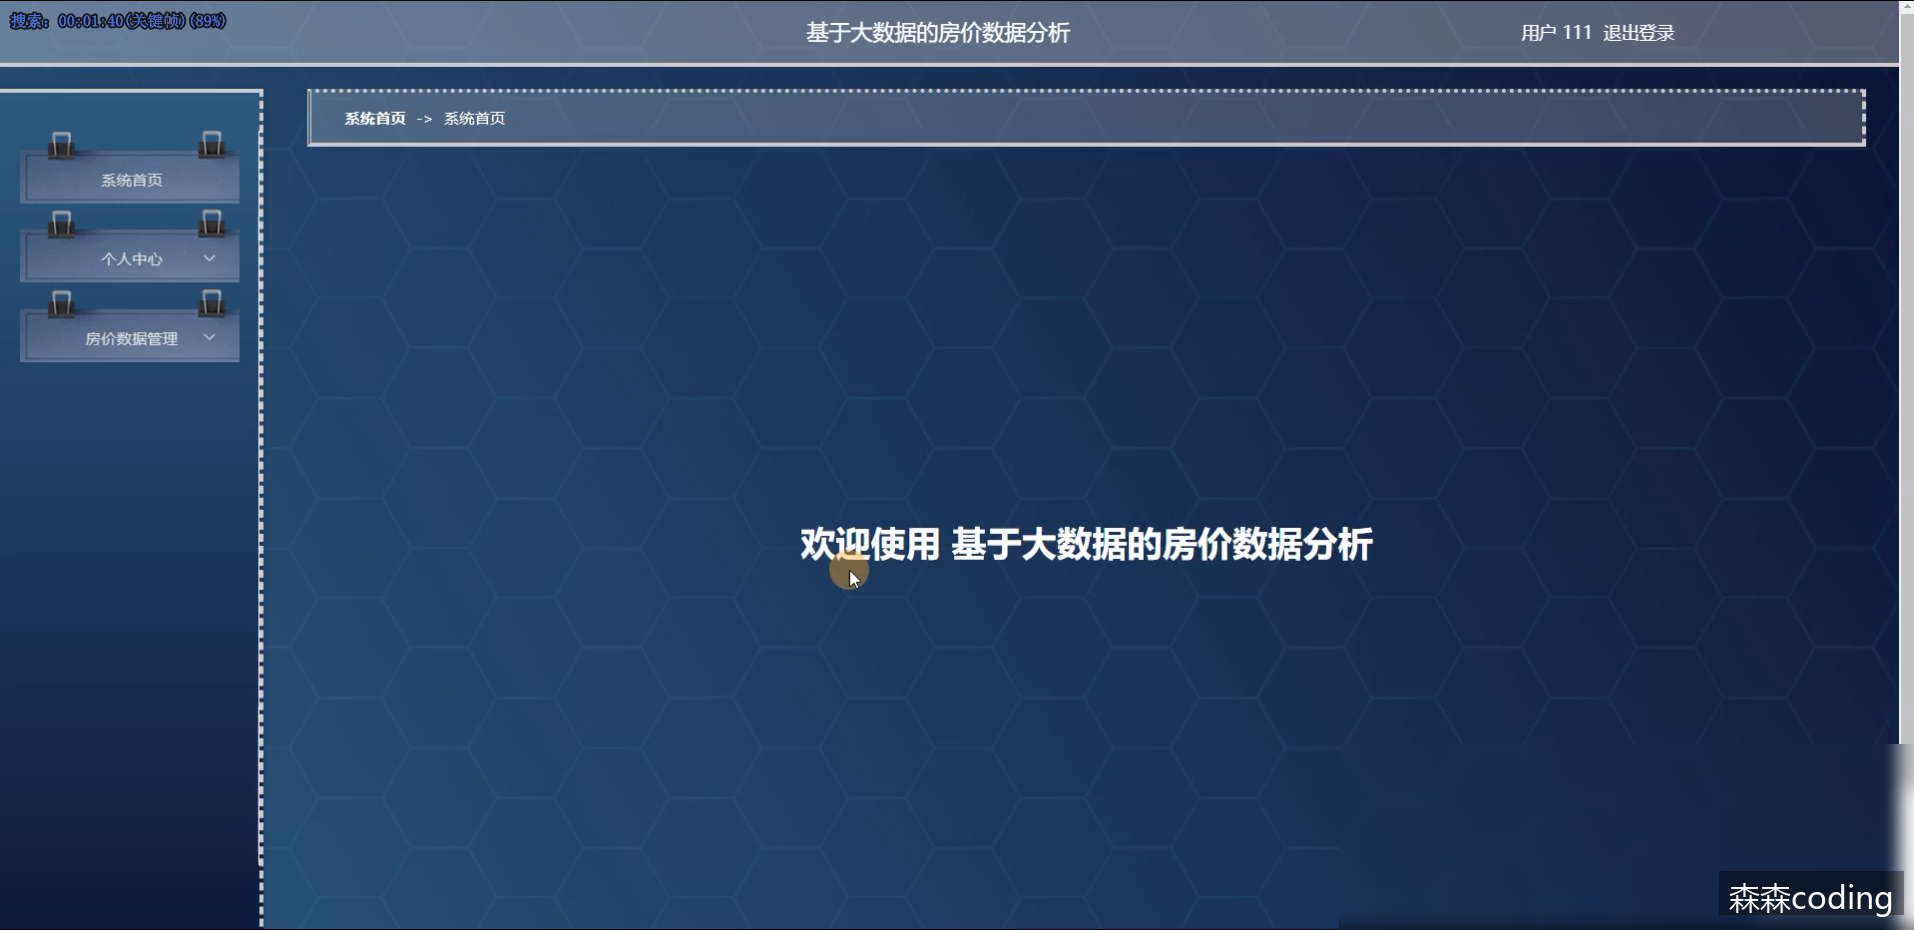 搜索: 00:01:40(关键帧)(89%)
基于大数据的房价数据分析
用户 111 退出登录
系统首页 -> 系统首页
系统首页
个人中心
房价数据管理
欢迎使用 基于大数据的房价数据分析
森森coding